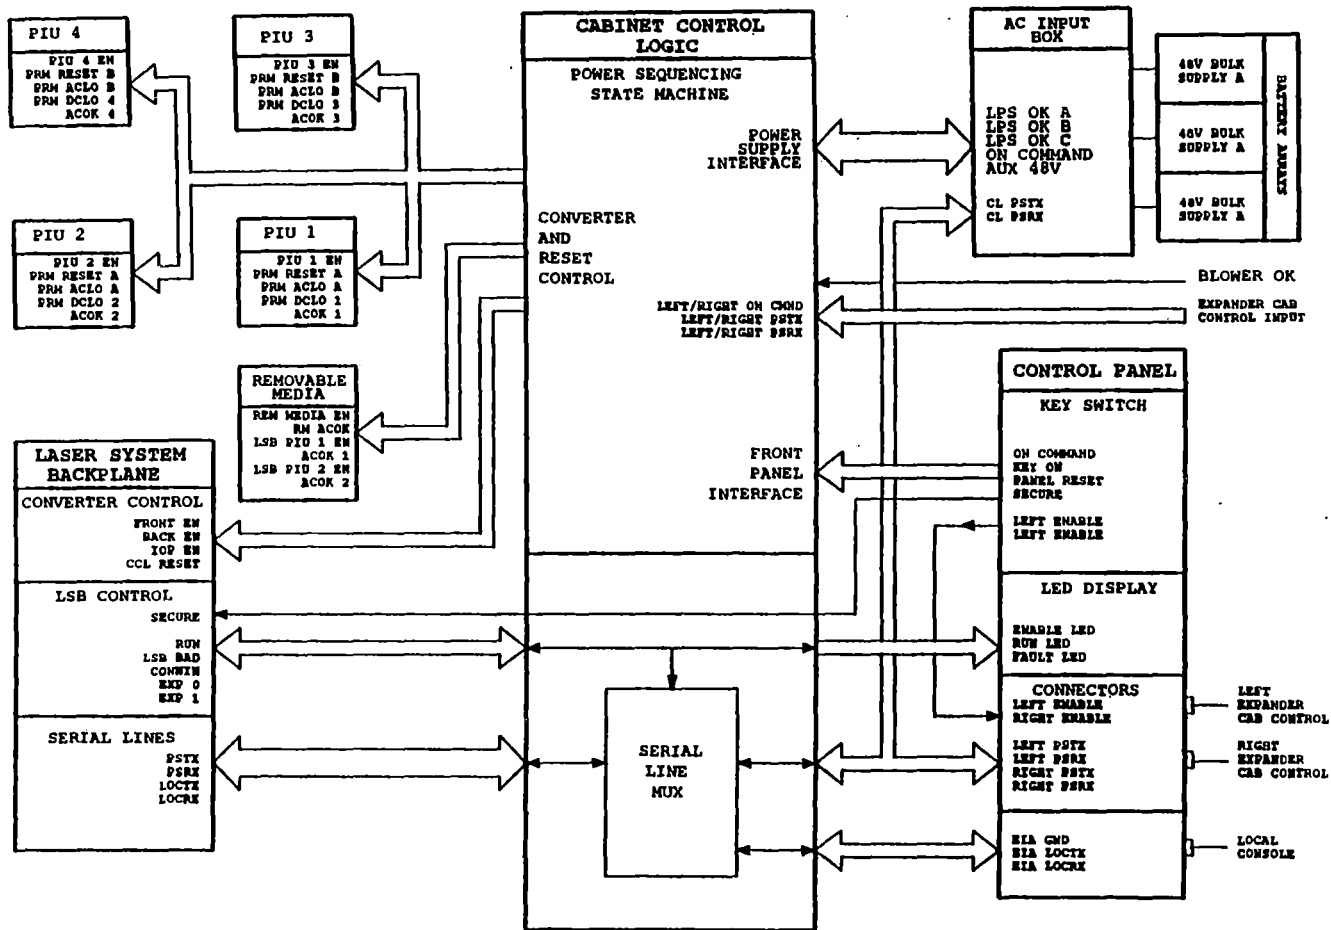 PIU 4
PIU 4 EN
PRM RESET B
PRM ACLO B
PRM DCLO 4
ACOK 4
PIU 3
PIU 3 EN
PRM RESET B
PRM ACLO B
PRM DCLO 3
ACOK 3
PIU 2
PIU 2 EN
PRM RESET A
PRM ACLO A
PRM DCLO 2
ACOK 2
PIU 1
PIU 1 EN
PRM RESET A
PRM ACLO A
PRM DCLO 1
ACOK 1
REMOVABLE
MEDIA
REM MEDIA EN
RM ACOK
LSB PIU 1 EN
ACOK 1
LSB PIU 2 EN
ACOK 2
LASER SYSTEM
BACKPLANE
CONVERTER CONTROL
FRONT EN
BACK EN
IOP EN
CCL RESET
LSB CONTROL
SECURE
RUN
LSB BAD
CONWIN
EXP 0
EXP 1
SERIAL LINES
PSTX
PSRX
LOCTX
LOCRX
CABINET CONTROL
LOGIC
POWER SEQUENCING
STATE MACHINE
POWER
SUPPLY
INTERFACE
CONVERTER
AND
RESET
CONTROL
LEFT/RIGHT ON CMND
LEFT/RIGHT PSTX
LEFT/RIGHT PSRX
FRONT
PANEL
INTERFACE
SERIAL
LINE
MUX
AC INPUT
BOX
LPS OK A
LPS OK B
LPS OK C
ON COMMAND
AUX 48V
CL PSTX
CL PSRX
48V BULK
SUPPLY A
48V BULK
SUPPLY A
48V BULK
SUPPLY A
BATTERY ARRAYS
BLOWER OK
EXPANDER CAB
CONTROL INPUT
CONTROL PANEL
KEY SWITCH
ON COMMAND
KEY ON
PANEL RESET
SECURE
LEFT ENABLE
LEFT ENABLE
LED DISPLAY
ENABLE LED
RUN LED
FAULT LED
CONNECTORS
LEFT ENABLE
RIGHT ENABLE
LEFT PSTX
LEFT PSRX
RIGHT PSTX
RIGHT PSRX
EIA GND
EIA LOCTX
EIA LOCRX
LEFT
EXPANDER
CAB CONTROL
RIGHT
EXPANDER
CAB CONTROL
LOCAL
CONSOLE